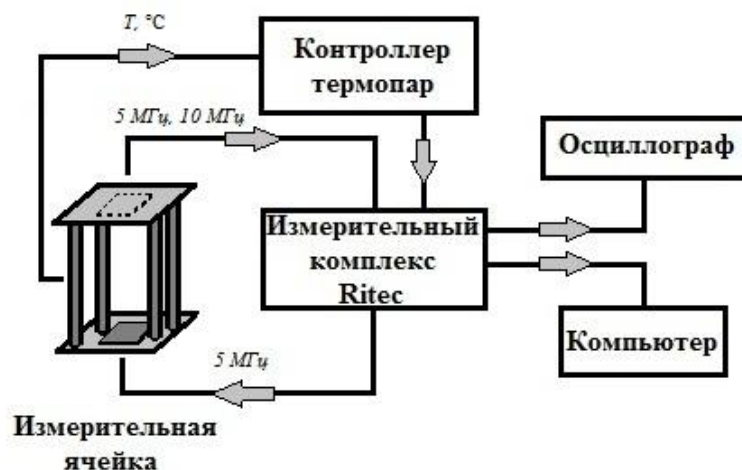 T, °C
Контроллер
термопар
5 МГц, 10 МГц
Осциллограф
Измерительный
комплекс
Ritec
Компьютер
5 МГц
Измерительная
ячейка